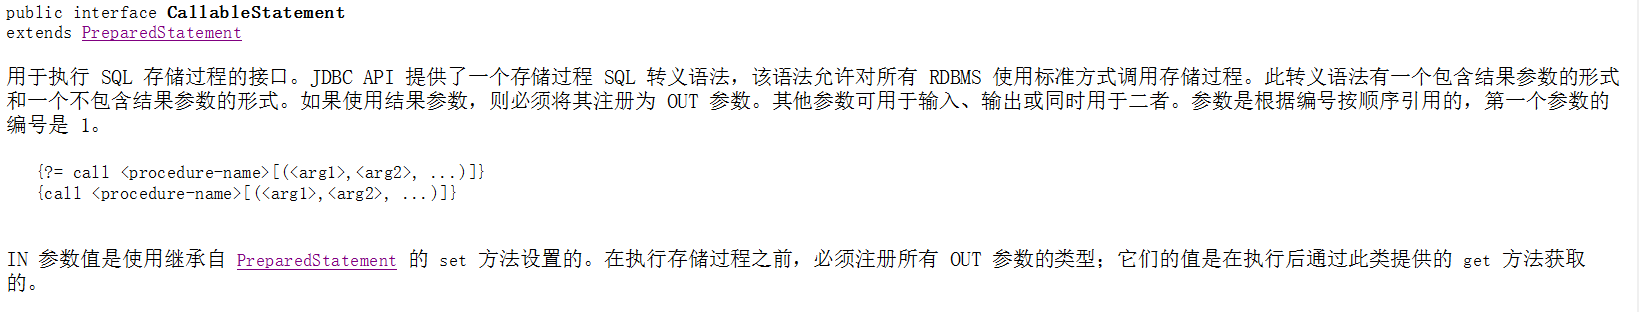 public interface CallableStatement
extends PreparedStatement
用于执行 SQL 存储过程的接口。JDBC API 提供了一个存储过程 SQL 转义语法，该语法允许对所有 RDBMS 使用标准方式调用存储过程。此转义语法有一个包含结果参数的形式
和一个不包含结果参数的形式。如果使用结果参数，则必须将其注册为 OUT 参数。其他参数可用于输入、输出或同时用于二者。参数是根据编号按顺序引用的，第一个参数的
编号是 1。
{?= call <procedure-name>[(<arg1>,<arg2>, ...)]}
{call <procedure-name>[(<arg1>,<arg2>, ...)]}
IN 参数值是使用继承自 PreparedStatement 的 set 方法设置的。在执行存储过程之前，必须注册所有 OUT 参数的类型；它们的值是在执行后通过此类提供的 get 方法获取
的。